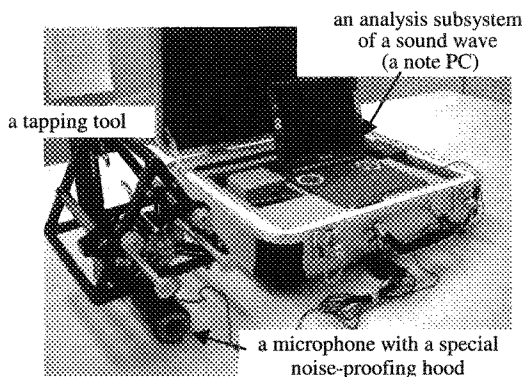 an analysis subsystem
of a sound wave
(a note PC)
a tapping tool
a microphone with a special
noise-proofing hood